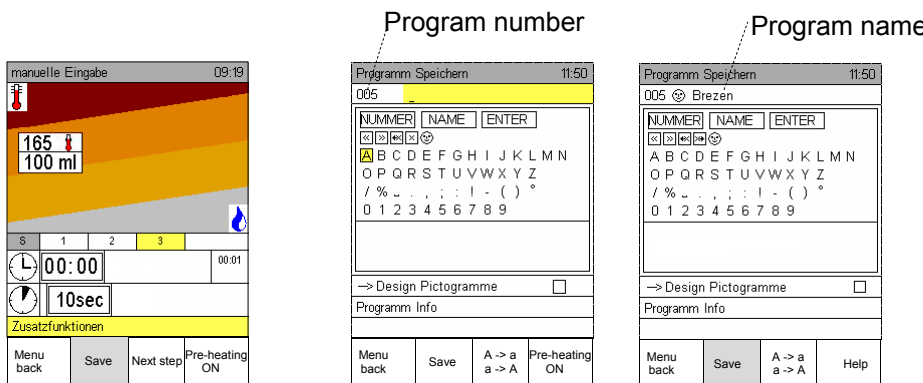 Program number
Program name
manuelle Eingabe 09:19
165
100 ml
S 1 2 3
00:00 00:01
10sec
Zusatzfunktionen
Menu back Save Next step Pre-heating ON
Programm Speichern 11:50
005 _
NUMMER NAME ENTER
A B C D E F G H I J K L M N
O P Q R S T U V W X Y Z
/ % ⌣ . , ; : ! - ( ) °
0 1 2 3 4 5 6 7 8 9
--> Design Pictogramme
Programm Info
Menu back Save A -> a a -> A Pre-heating ON
Programm Speichern 11:50
005 ☺ Brezen
NUMMER NAME ENTER
A B C D E F G H I J K L M N
O P Q R S T U V W X Y Z
/ % ⌣ . , ; : ! - ( ) °
0 1 2 3 4 5 6 7 8 9
--> Design Pictogramme
Programm Info
Menu back Save A -> a a -> A Help